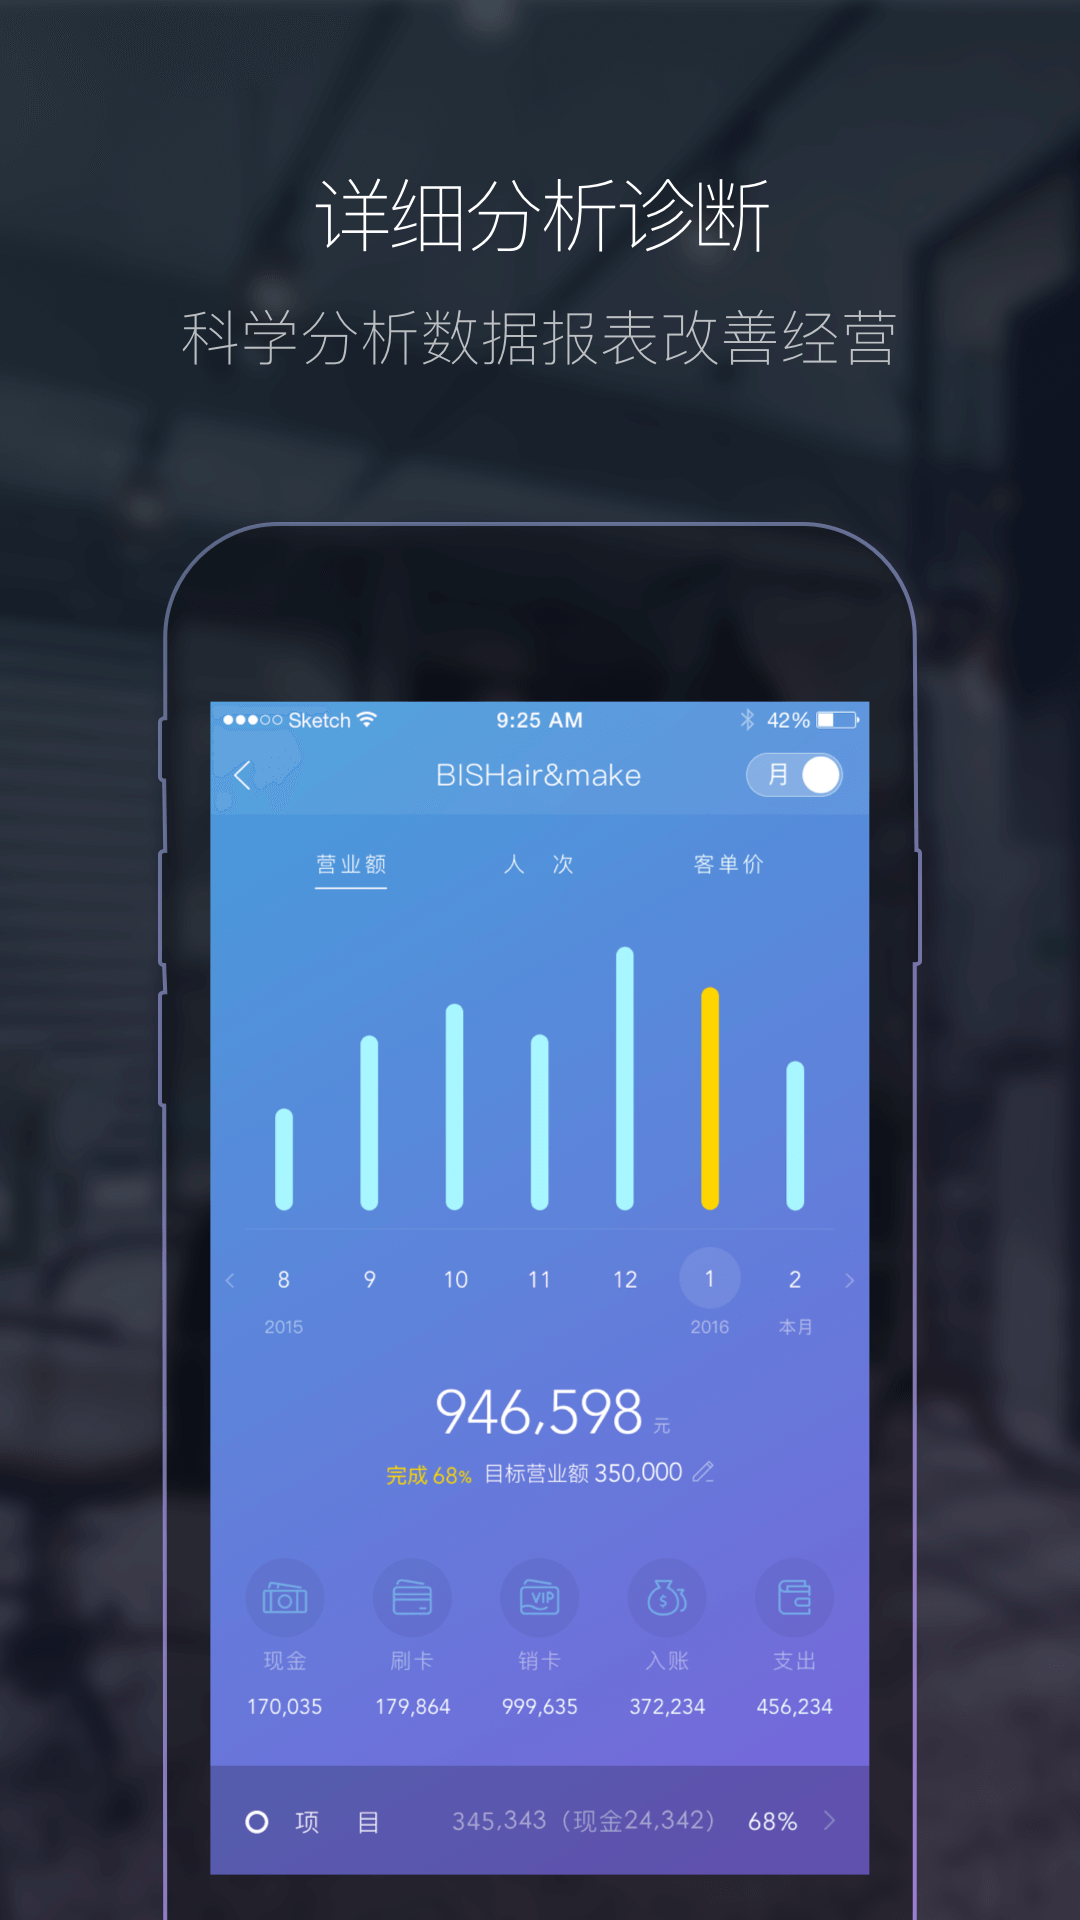 详细分析诊断
科学分析数据报表改善经营
Sketch 9:25 AM 42%
BISHair&make 月
营业额 人 次 客单价
8 9 10 11 12 1 2
2015 2016 本月
946,598 元
完成 68% 目标营业额 350,000
VIP $
现金 刷卡 销卡 入账 支出
170,035 179,864 999,635 372,234 456,234
项 目 345,343（现金24,342） 68%